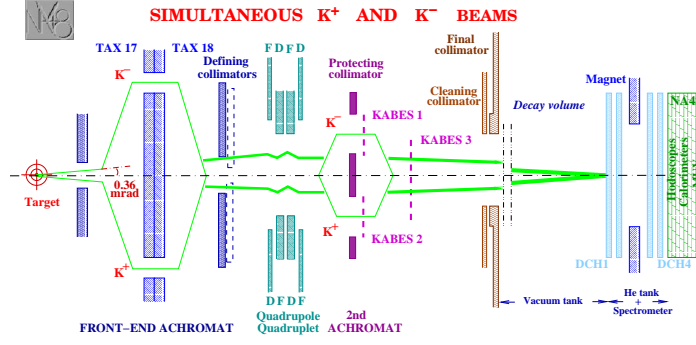 SIMULTANEOUS K+ AND K− BEAMS
TAX 17 TAX 18
Defining
collimators
F D F D
Protecting
collimator
Final
collimator
Cleaning
collimator
Decay volume
Magnet
NA4
K−
K−
KABES 1
KABES 3
Target
0.36
mrad
Hodoscopes
Calorimeters
K+
K+
KABES 2
DCH1
DCH4
D F D F
Quadrupole
Quadruplet
2nd
ACHROMAT
FRONT−END ACHROMAT
Vacuum tank
He tank
+
Spectrometer